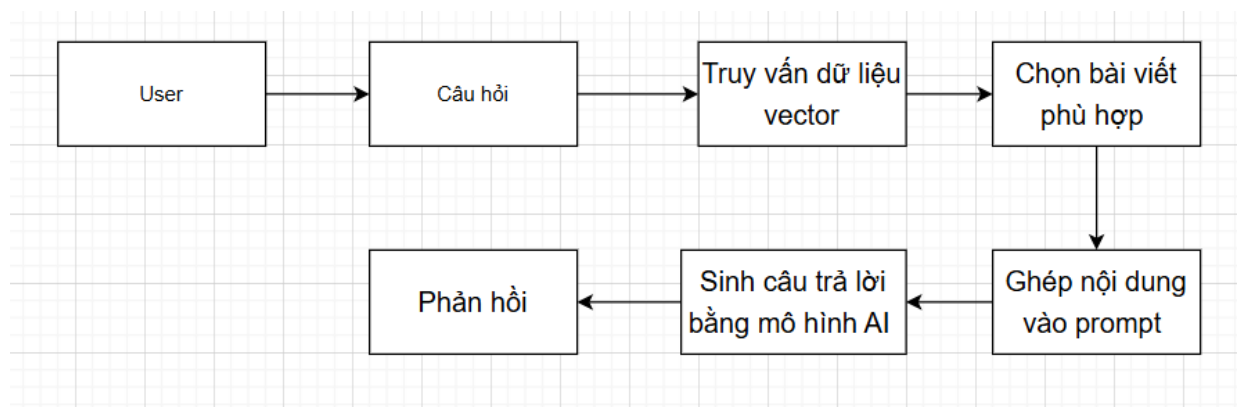 User
Câu hỏi
Truy vấn dữ liệu
vector
Chọn bài viết
phù hợp
Ghép nội dung
vào prompt
Sinh câu trả lời
bằng mô hình AI
Phản hồi